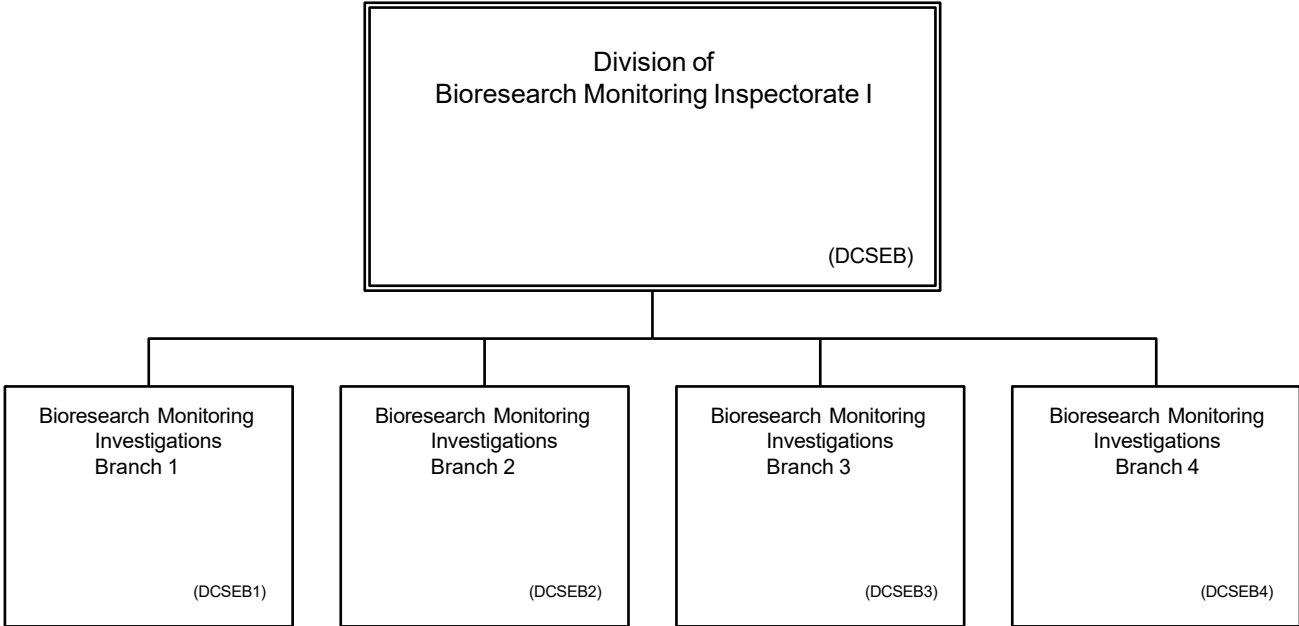 Division of
Bioresearch Monitoring Inspectorate I
(DCSEB)
Bioresearch Monitoring
Investigations
Branch 1
(DCSEB1)
Bioresearch Monitoring
Investigations
Branch 2
(DCSEB2)
Bioresearch Monitoring
Investigations
Branch 3
(DCSEB3)
Bioresearch Monitoring
Investigations
Branch 4
(DCSEB4)